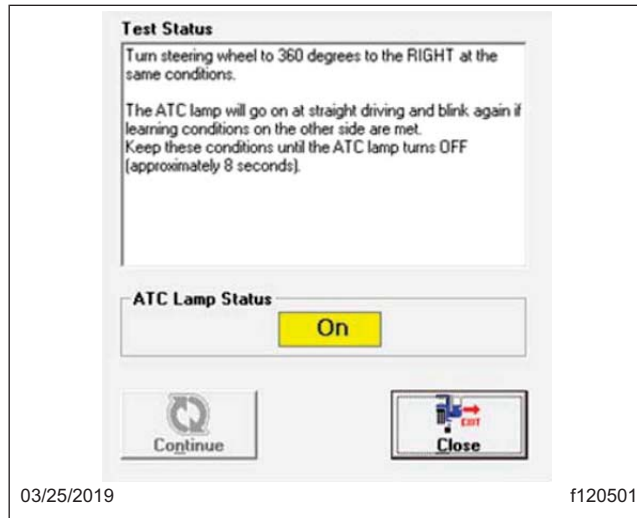 Test Status
Turn steering wheel to 360 degrees to the RIGHT at the
same conditions.
The ATC lamp will go on at straight driving and blink again if
learning conditions on the other side are met.
Keep these conditions until the ATC lamp turns OFF
(approximately 8 seconds).
ATC Lamp Status
On
EXIT
Continue
Close
03/25/2019
f120501